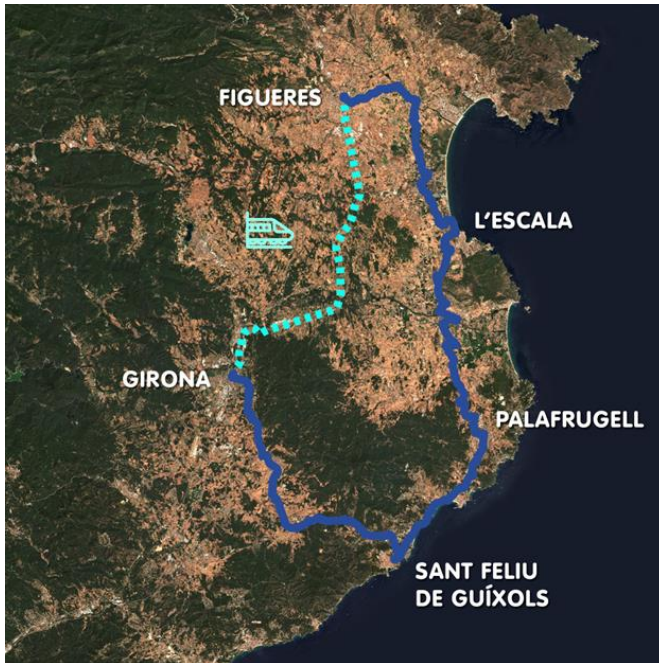 FIGUERES
L'ESCALA
GIRONA
PALAFRUGELL
SANT FELIU
DE GUÍXOLS